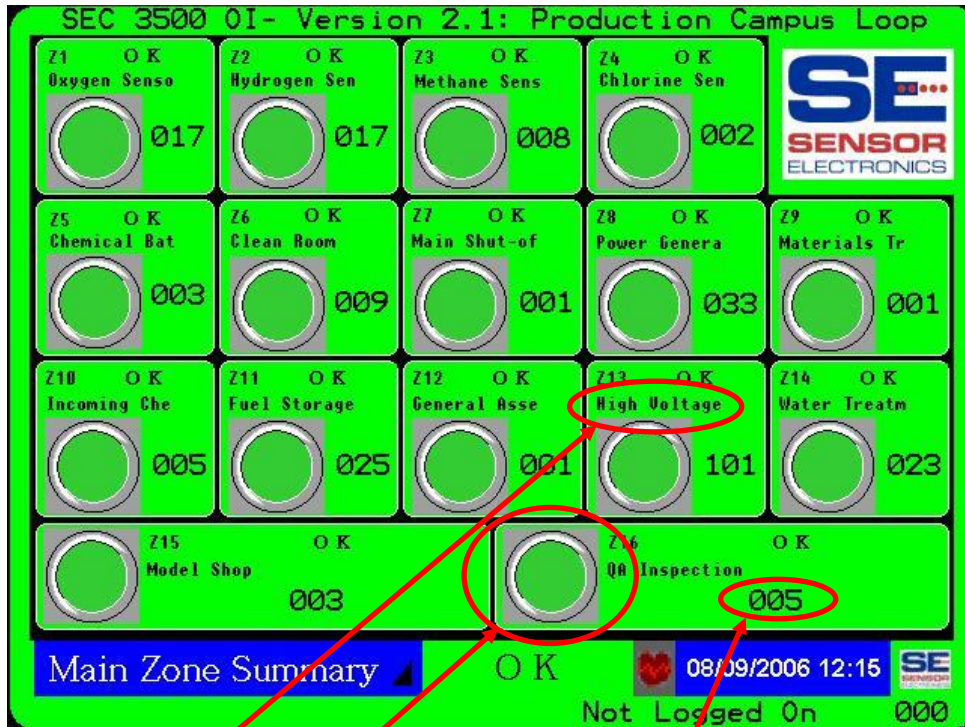 SEC 3500 OI- Version 2.1: Production Campus Loop
Z1 OK
Oxygen Senso
017
Z2 OK
Hydrogen Sen
017
Z3 OK
Methane Sens
008
Z4 OK
Chlorine Sen
002
SE
SENSOR
ELECTRONICS
Z5 OK
Chemical Bat
003
Z6 OK
Clean Room
009
Z7 OK
Main Shut-of
001
Z8 OK
Power Genera
033
Z9 OK
Materials Tr
001
Z10 OK
Incoming Che
005
Z11 OK
Fuel Storage
025
Z12 OK
General Asse
001
Z13 OK
High Voltage
101
Z14 OK
Water Treatm
023
Z15 OK
Model Shop
003
Z16 OK
QA Inspection
005
Main Zone Summary
OK
08/09/2006 12:15
SE
SENSOR
Not Logged On 000